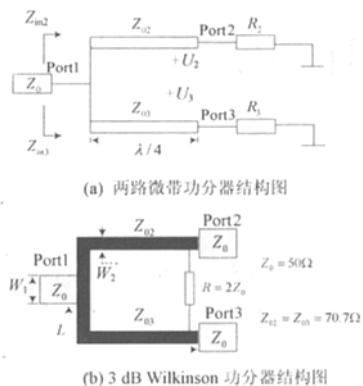 Z_in2
Port1
Z_0
Z_in3
Z_02
Port2
R_2
+U_2
+U_3
Z_03
Port3
R_3
λ/4
(a) 两路微带功分器结构图
Z_02
Port2
Z_0
Port1
W_1
Z_0
W_2
R=2Z_0
Z_0=50Ω
L
Z_03
Port3
Z_0
Z_02=Z_03=70.7Ω
(b) 3 dB Wilkinson 功分器结构图